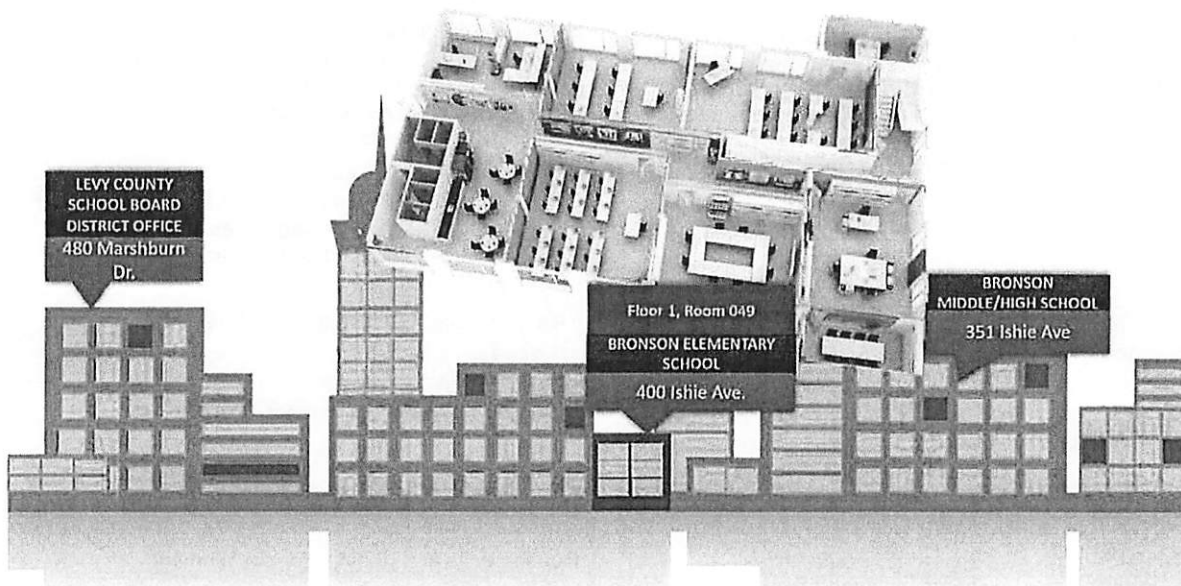 LEVY COUNTY
SCHOOL BOARD
DISTRICT OFFICE
480 Marshburn
Dr.
Floor 1, Room 049
BRONSON ELEMENTARY
SCHOOL
400 Ishie Ave.
BRONSON
MIDDLE/HIGH SCHOOL
351 Ishie Ave